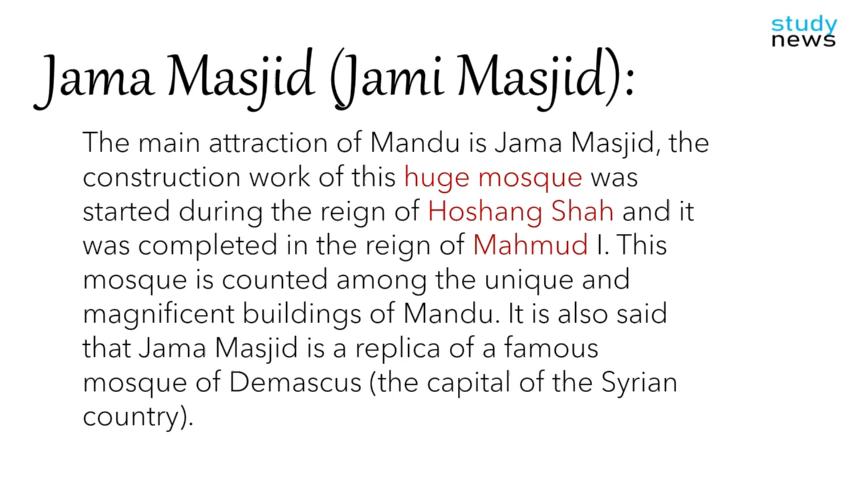 study
news
Jama Masjid (Jami Masjid):
The main attraction of Mandu is Jama Masjid, the
construction work of this huge mosque was
started during the reign of Hoshang Shah and it
was completed in the reign of Mahmud I. This
mosque is counted among the unique and
magnificent buildings of Mandu. It is also said
that Jama Masjid is a replica of a famous
mosque of Demascus (the capital of the Syrian
country).